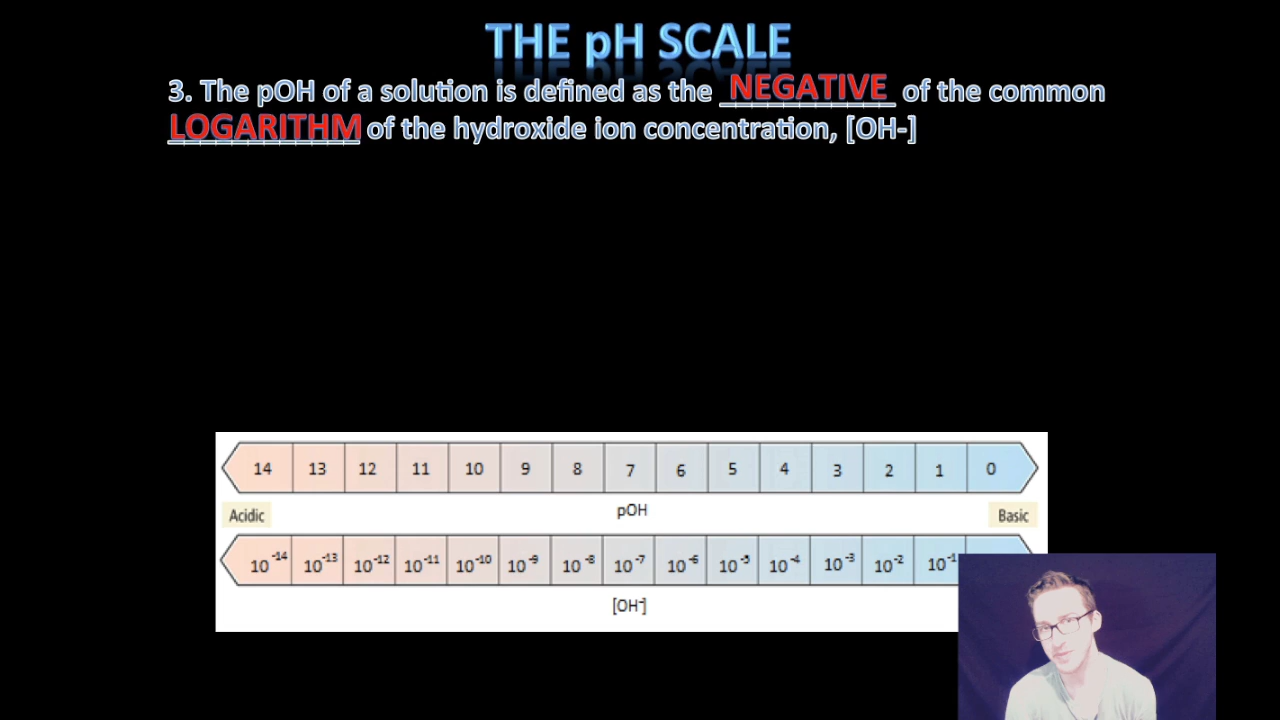 THE pH SCALE
3. The pOH of a solution is defined as the NEGATIVE of the common
LOGARITHM of the hydroxide ion concentration, [OH-]
14 13 12 11 10 9 8 7 6 5 4 3 2 1 0
pOH
Acidic Basic
10⁻¹⁴ 10⁻¹³ 10⁻¹² 10⁻¹¹ 10⁻¹⁰ 10⁻⁹ 10⁻⁸ 10⁻⁷ 10⁻⁶ 10⁻⁵ 10⁻⁴ 10⁻³ 10⁻² 10⁻¹
[OH⁻]